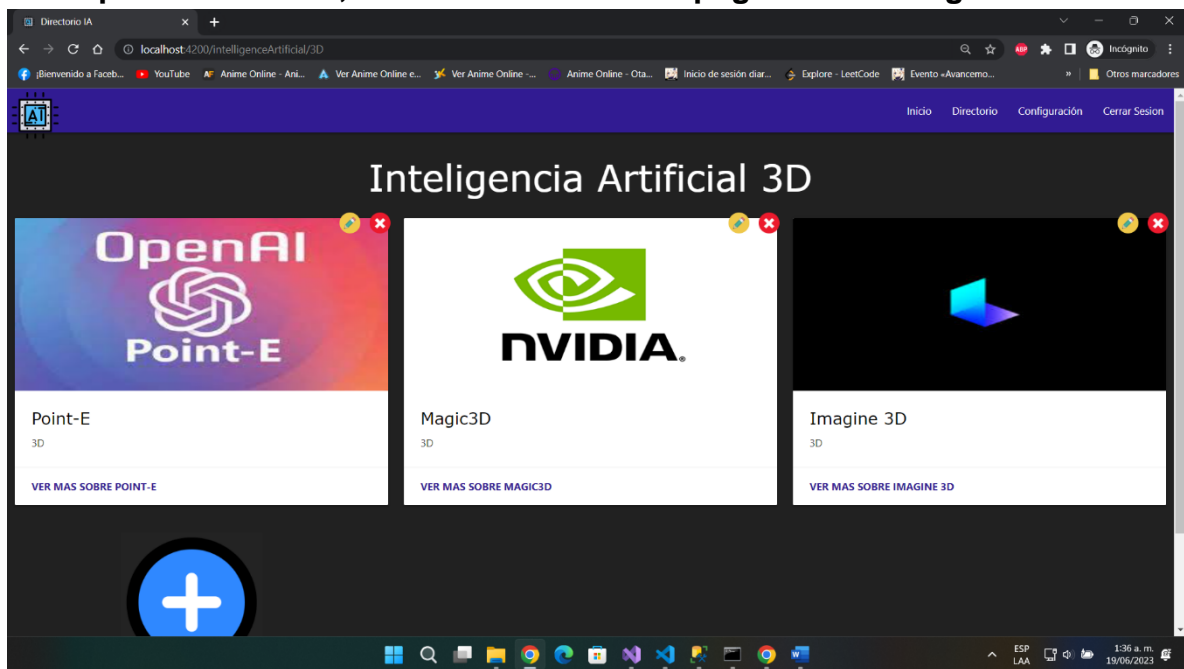 Directorio IA
localhost:4200/intelligenceArtificial/3D
Incógnito
¡Bienvenido a Faceb... YouTube Anime Online - Ani... Ver Anime Online e... Ver Anime Online -... Anime Online - Ota... Inicio de sesión diar... Explore - LeetCode Evento «Avancemo... » Otros marcadores
AI
Inicio Directorio Configuración Cerrar Sesion
Inteligencia Artificial 3D
OpenAI
Point-E
NVIDIA.
Point-E
3D
VER MAS SOBRE POINT-E
Magic3D
3D
VER MAS SOBRE MAGIC3D
Imagine 3D
3D
VER MAS SOBRE IMAGINE 3D
ESP
LAA
1:36 a. m.
19/06/2023